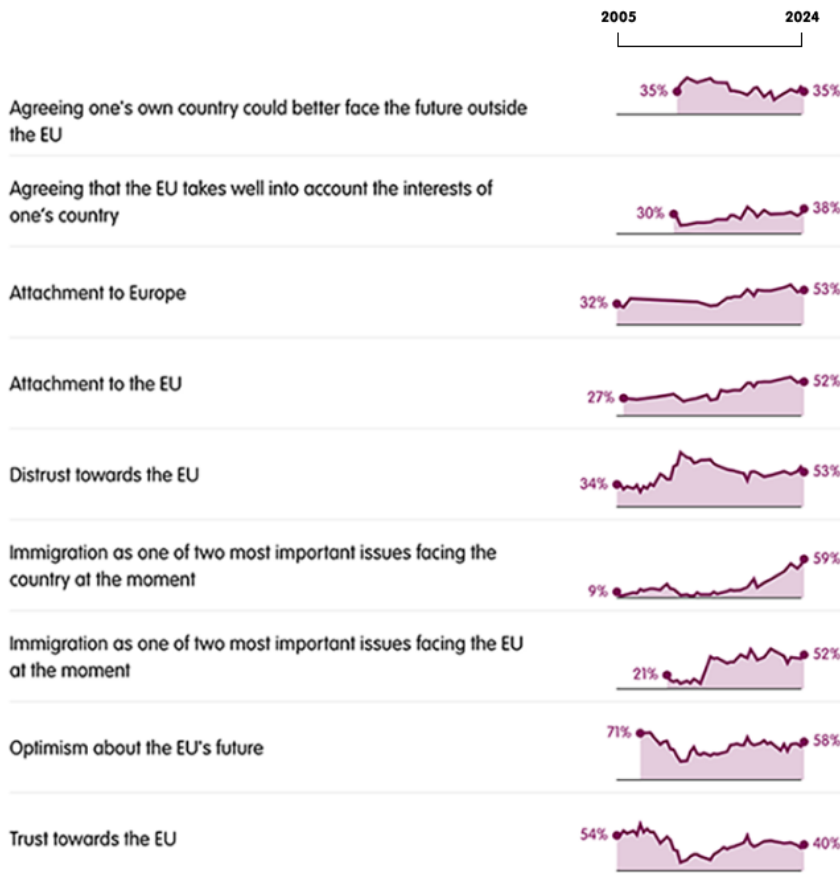 2005 2024
35% 35%
Agreeing one's own country could better face the future outside
the EU
Agreeing that the EU takes well into account the interests of
one's country
30% 38%
Attachment to Europe
32% 53%
Attachment to the EU
27% 52%
Distrust towards the EU
34% 53%
Immigration as one of two most important issues facing the
country at the moment
9% 59%
Immigration as one of two most important issues facing the EU
at the moment
21% 52%
Optimism about the EU's future
71% 58%
Trust towards the EU
54% 40%